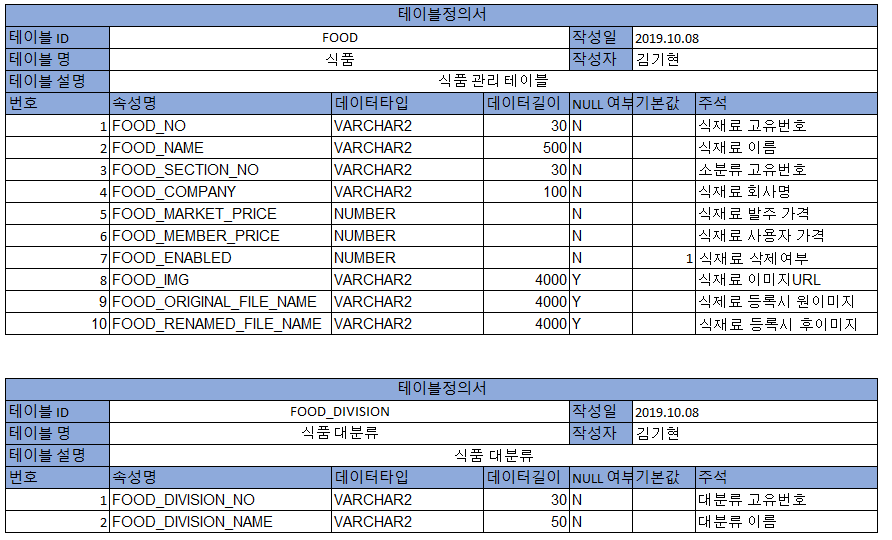 테이블정의서
테이블 ID FOOD 작성일 2019.10.08
테이블 명 식품 작성자 김기현
테이블 설명 식품 관리 테이블
번호 속성명 데이터타입 데이터길이 NULL 여부 기본값 주석
1 FOOD_NO VARCHAR2 30 N 식재료 고유번호
2 FOOD_NAME VARCHAR2 500 N 식재료 이름
3 FOOD_SECTION_NO VARCHAR2 30 N 소분류 고유번호
4 FOOD_COMPANY VARCHAR2 100 N 식재료 회사명
5 FOOD_MARKET_PRICE NUMBER N 식재료 발주 가격
6 FOOD_MEMBER_PRICE NUMBER N 식재료 사용자 가격
7 FOOD_ENABLED NUMBER N 1 식재료 삭제여부
8 FOOD_IMG VARCHAR2 4000 Y 식재료 이미지URL
9 FOOD_ORIGINAL_FILE_NAME VARCHAR2 4000 Y 식제료 등록시 원이미지
10 FOOD_RENAMED_FILE_NAME VARCHAR2 4000 Y 식재료 등록시 후이미지
테이블정의서
테이블 ID FOOD_DIVISION 작성일 2019.10.08
테이블 명 식품 대분류 작성자 김기현
테이블 설명 식품 대분류
번호 속성명 데이터타입 데이터길이 NULL 여부 기본값 주석
1 FOOD_DIVISION_NO VARCHAR2 30 N 대분류 고유번호
2 FOOD_DIVISION_NAME VARCHAR2 50 N 대분류 이름